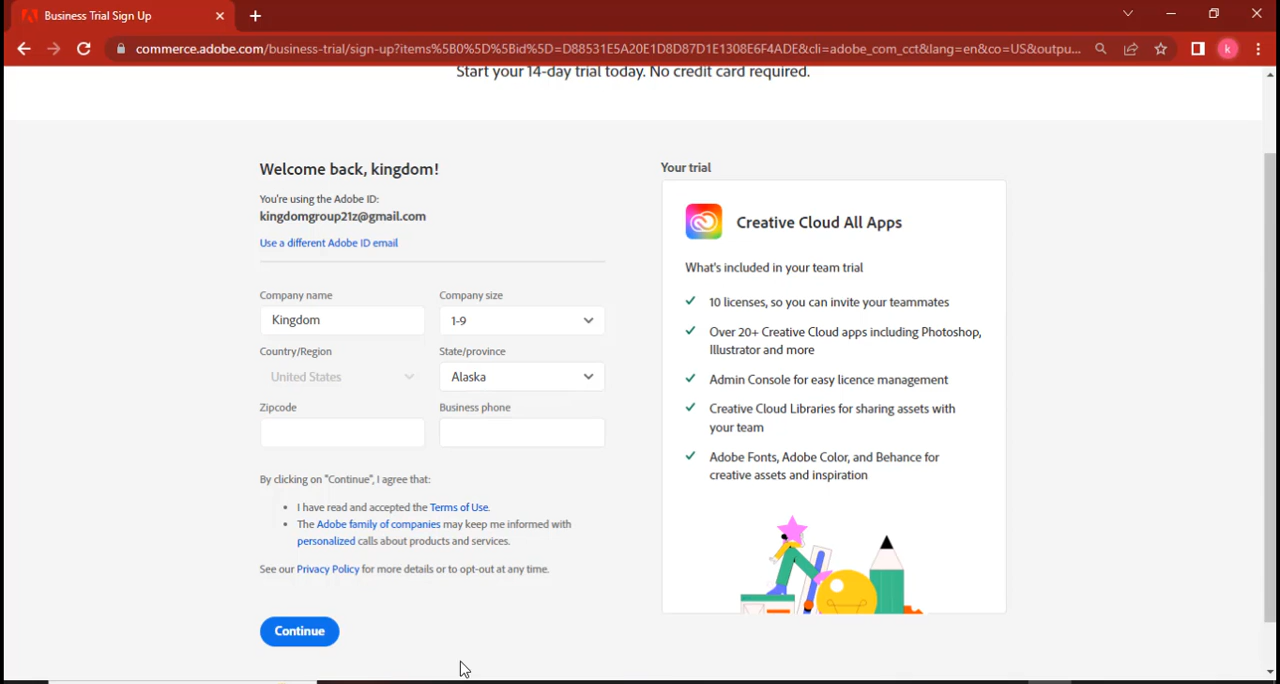 Business Trial Sign Up
commerce.adobe.com/business-trial/sign-up?items%5B0%5D%5Bid%5D=D88531E5A20E1D8D87D1E1308E6F4ADE&cli=adobe_com_cct&lang=en&co=US&outpu...
k
Start your 14-day trial today. No credit card required.
Welcome back, kingdom!
You're using the Adobe ID:
kingdomgroup21z@gmail.com
Use a different Adobe ID email
Company name
Company size
Kingdom
1-9
Country/Region
State/province
United States
Alaska
Zipcode
Business phone
By clicking on "Continue", I agree that:
I have read and accepted the Terms of Use.
The Adobe family of companies may keep me informed with
personalized calls about products and services.
See our Privacy Policy for more details or to opt-out at any time.
Continue
Your trial
Creative Cloud All Apps
What's included in your team trial
10 licenses, so you can invite your teammates
Over 20+ Creative Cloud apps including Photoshop,
Illustrator and more
Admin Console for easy licence management
Creative Cloud Libraries for sharing assets with
your team
Adobe Fonts, Adobe Color, and Behance for
creative assets and inspiration